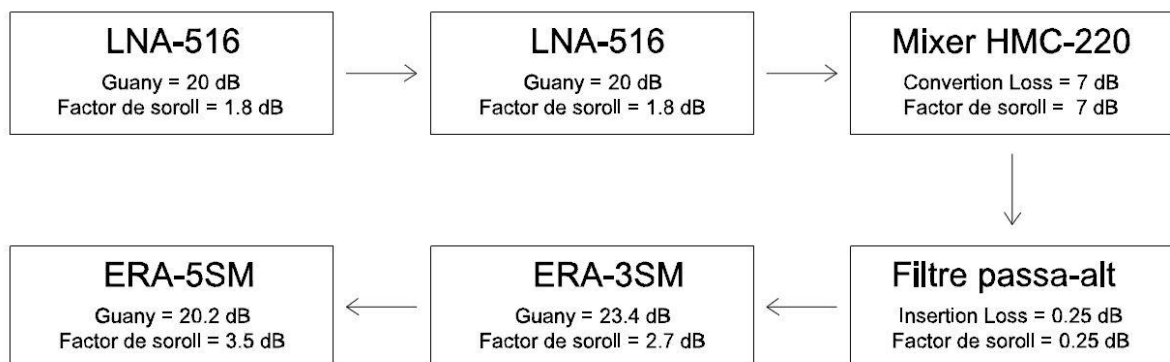 LNA-516
Guany = 20 dB
Factor de soroll = 1.8 dB
LNA-516
Guany = 20 dB
Factor de soroll = 1.8 dB
Mixer HMC-220
Convertion Loss = 7 dB
Factor de soroll = 7 dB
Filtre passa-alt
Insertion Loss = 0.25 dB
Factor de soroll = 0.25 dB
ERA-3SM
Guany = 23.4 dB
Factor de soroll = 2.7 dB
ERA-5SM
Guany = 20.2 dB
Factor de soroll = 3.5 dB